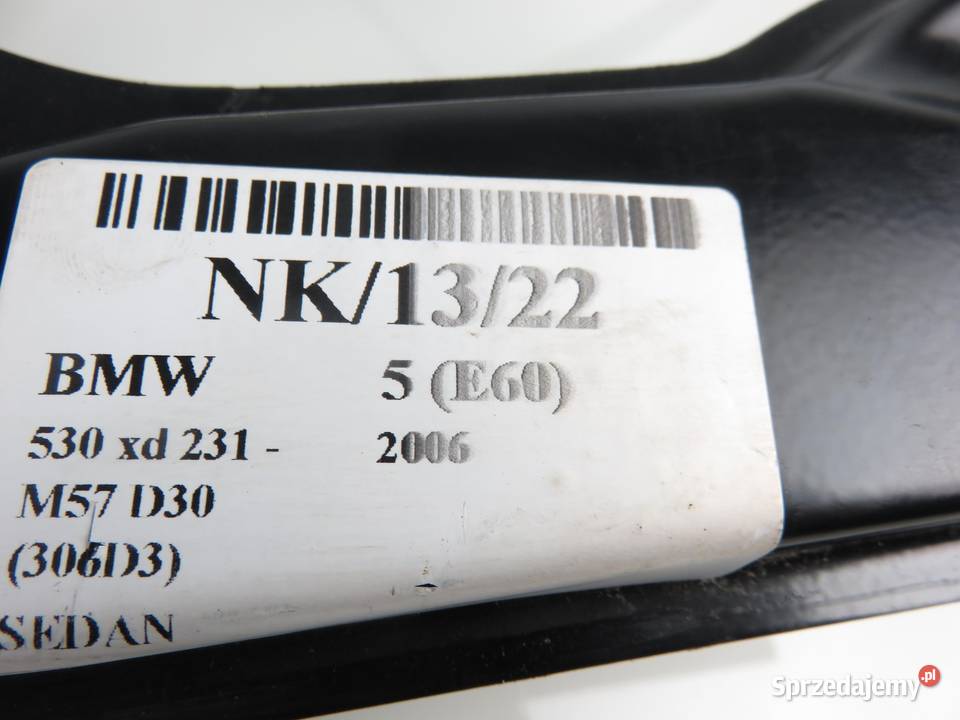 NK/13/22
BMW 5 (E60)
530 xd 231 - 2006
M57 D30
(306D3)
SEDAN
Sprzedajemy.pl